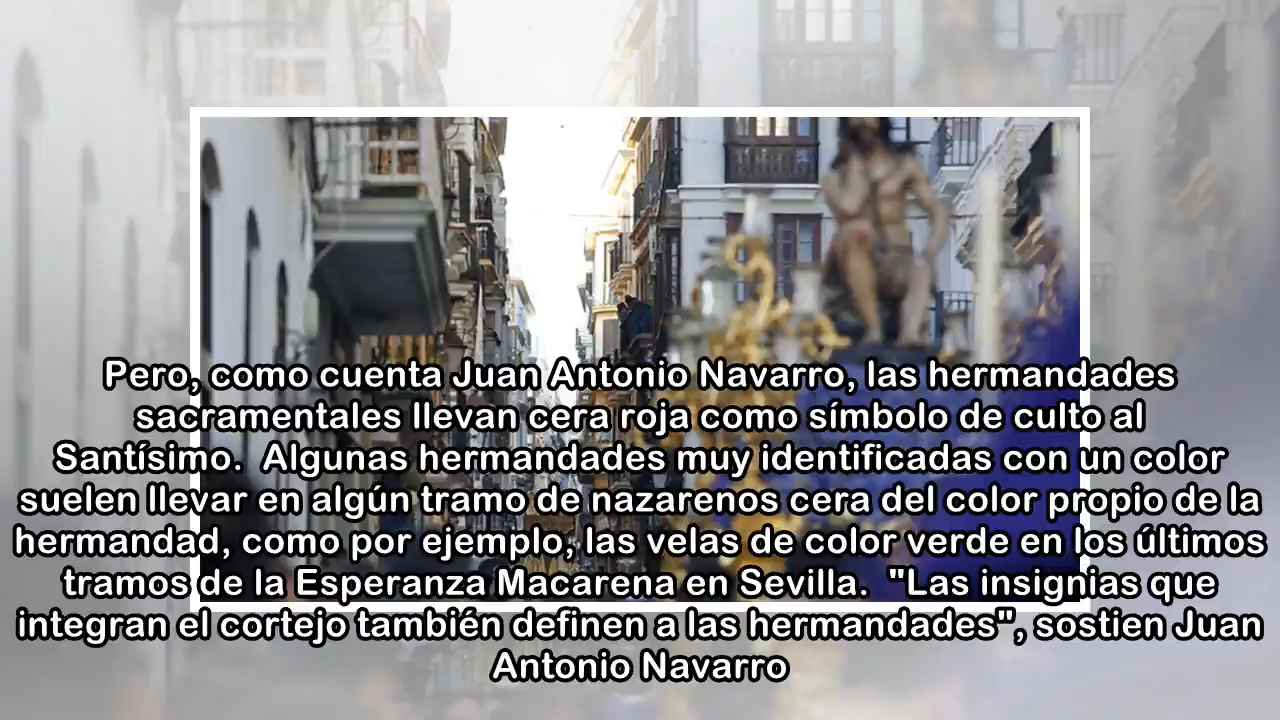 Pero, como cuenta Juan Antonio Navarro, las hermandades
sacramentales llevan cera roja como símbolo de culto al
Santísimo.  Algunas hermandades muy identificadas con un color
suelen llevar en algún tramo de nazarenos cera del color propio de la
hermandad, como por ejemplo, las velas de color verde en los últimos
tramos de la Esperanza Macarena en Sevilla.  "Las insignias que
integran el cortejo también definen a las hermandades", sostien Juan
Antonio Navarro